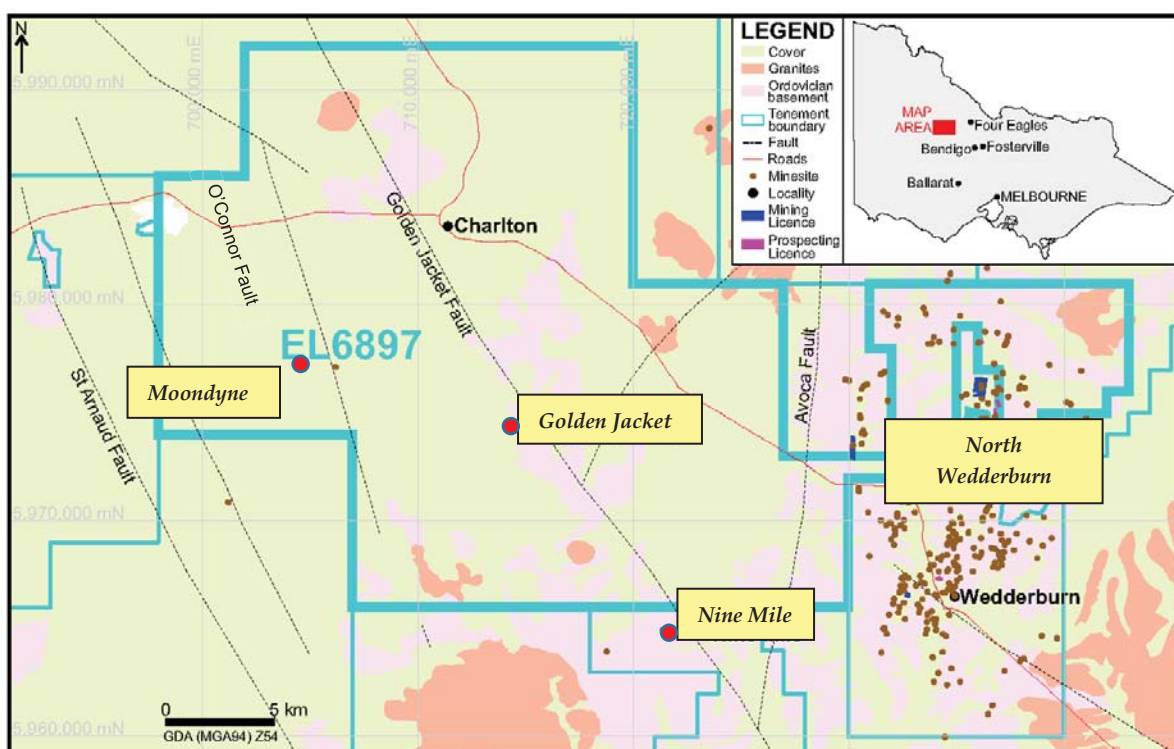 N
5,990,000 mN
700,000 mE
710,000 mE
720,000 mE
O'Connor Fault
Charlton
Golden Jacket Fault
5,980,000 mN
EL6897
Moondyne
St Arnaud Fault
Golden Jacket
Avoca Fault
North
Wedderburn
5,970,000 mN
Wedderburn
Nine Mile
0 5 km
GDA (MGA94) Z54
5,960,000 mN
LEGEND
Cover
Granites
Ordovician
basement
Tenement
boundary
Fault
Roads
Minesite
Locality
Mining
Licence
Prospecting
Licence
MAP
AREA
Four Eagles
Bendigo
Fosterville
Ballarat
MELBOURNE